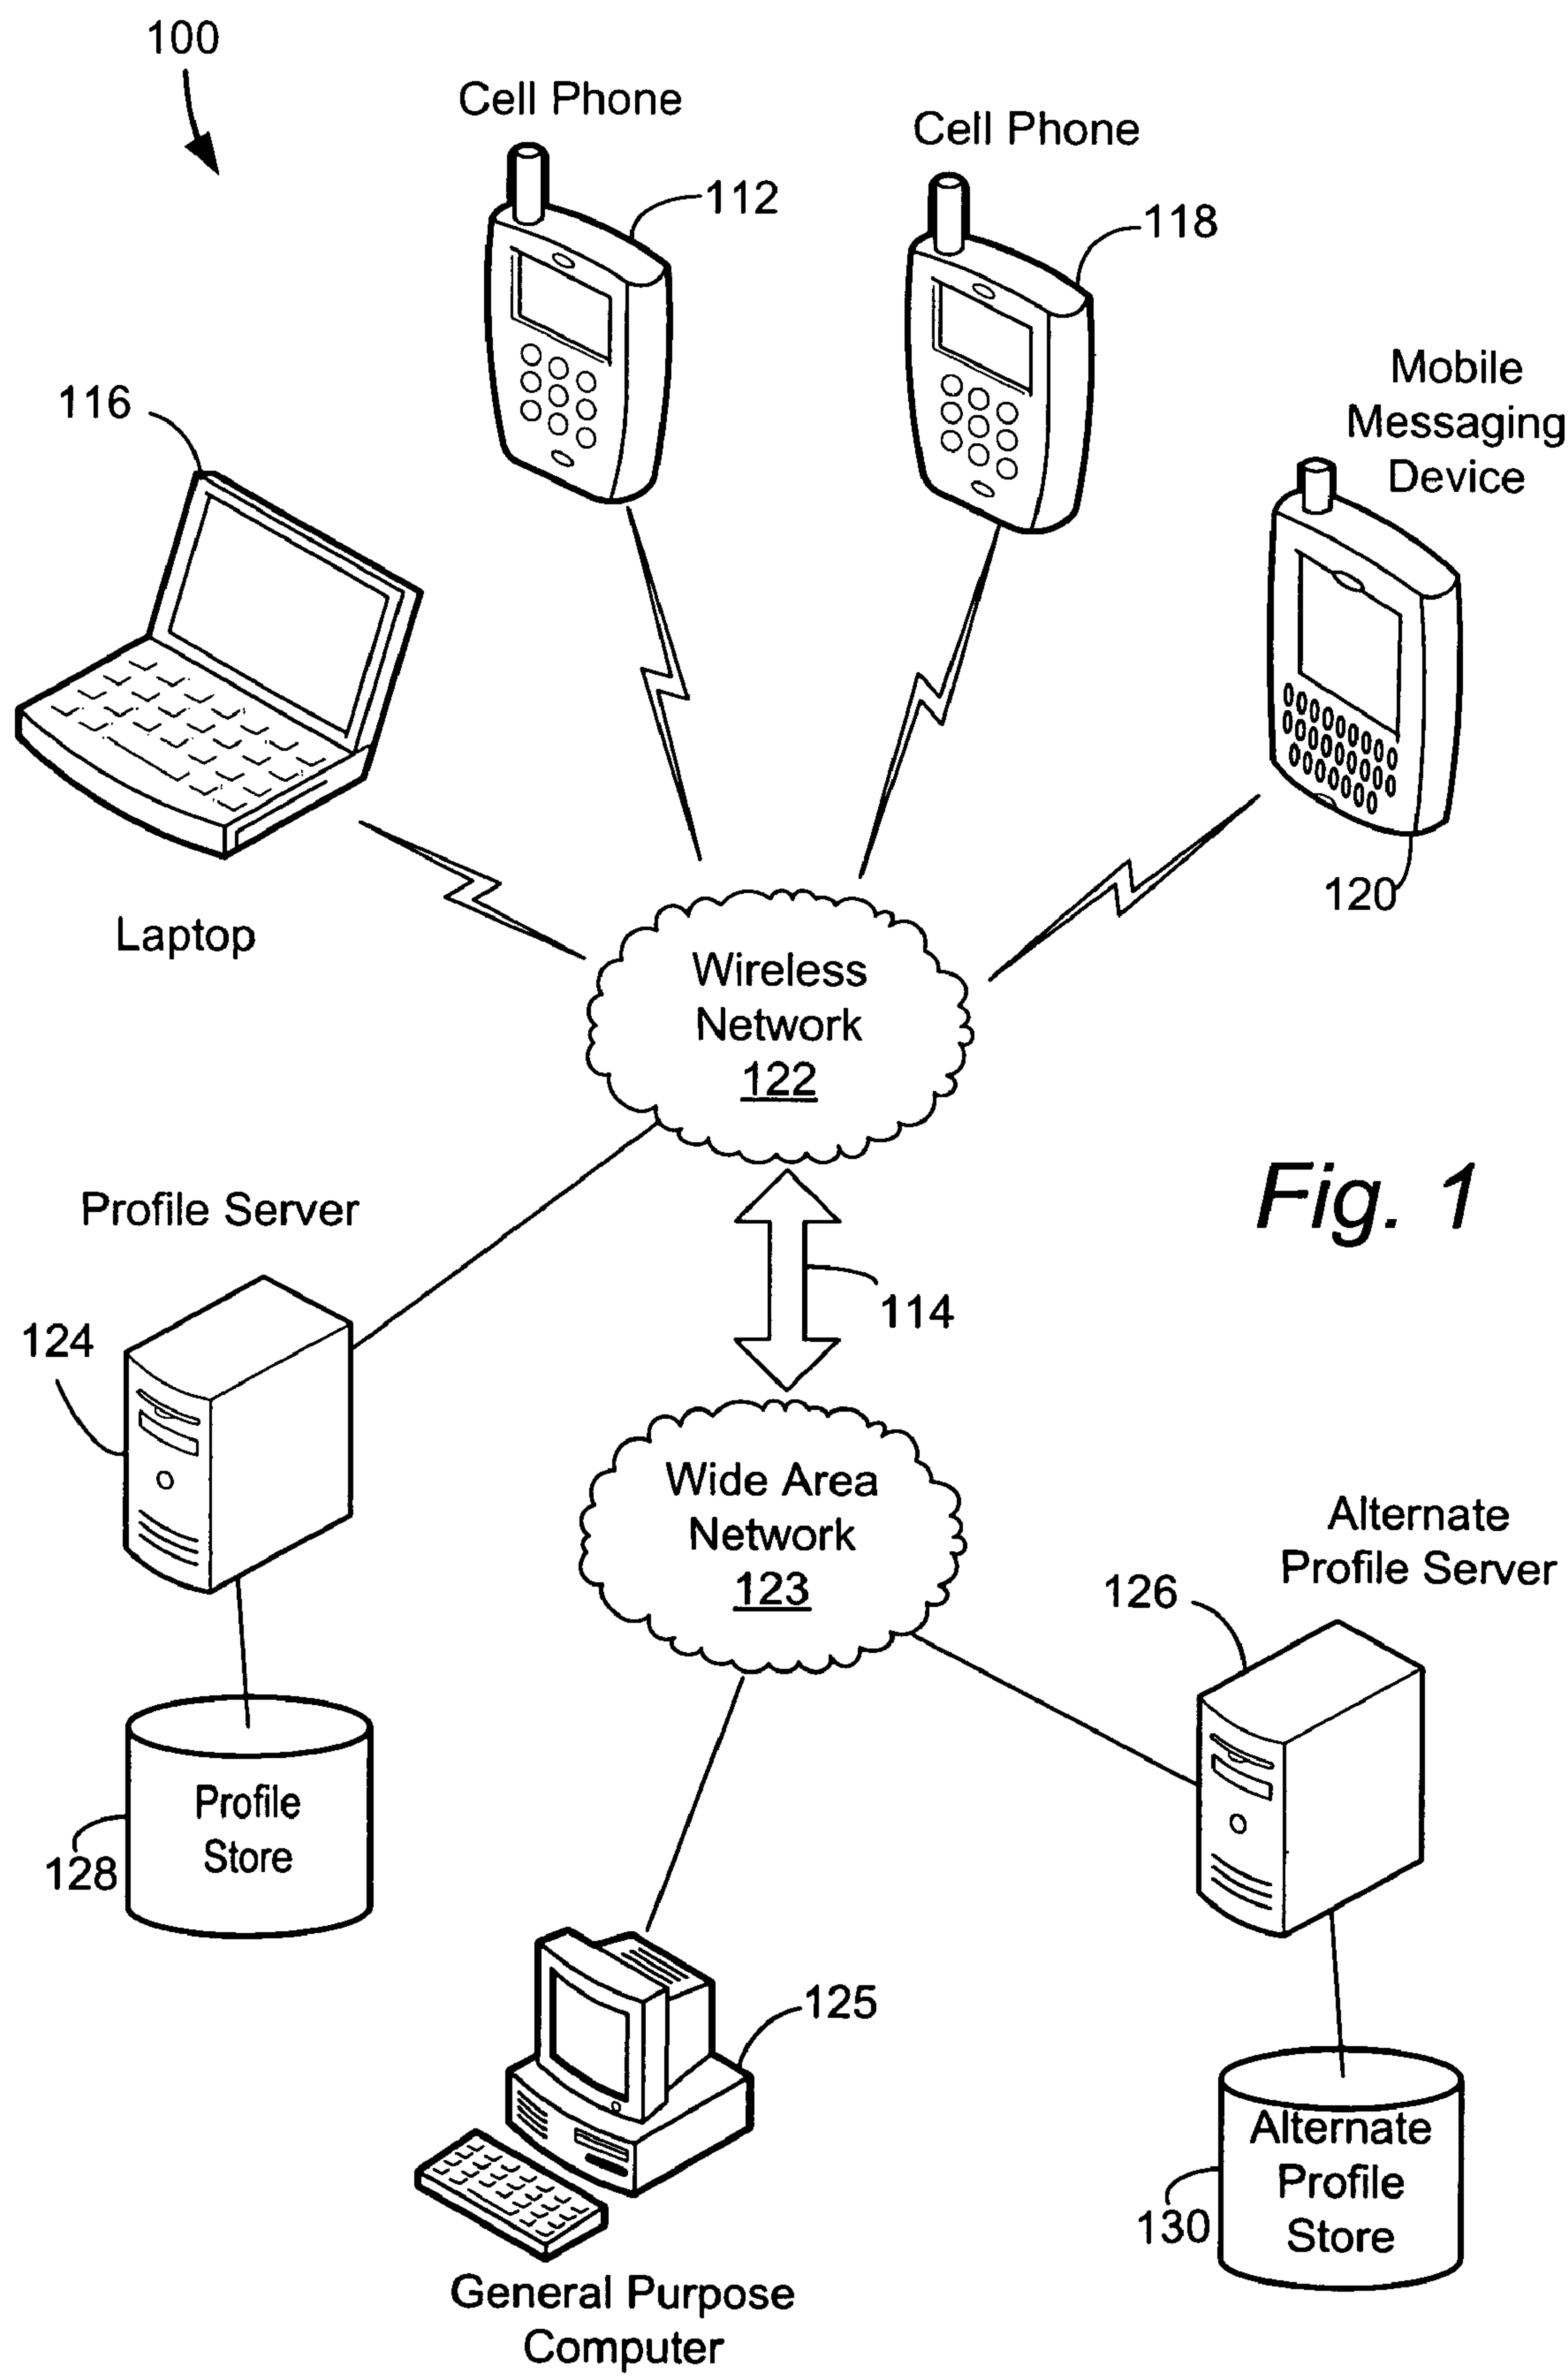 100
Cell Phone
112
Cell Phone
118
Mobile
Messaging
Device
116
120
Laptop
Wireless
Network
122
Fig. 1
Profile Server
114
124
Wide Area
Network
123
Alternate
Profile Server
126
Profile
Store
128
125
Alternate
Profile
Store
130
General Purpose
Computer